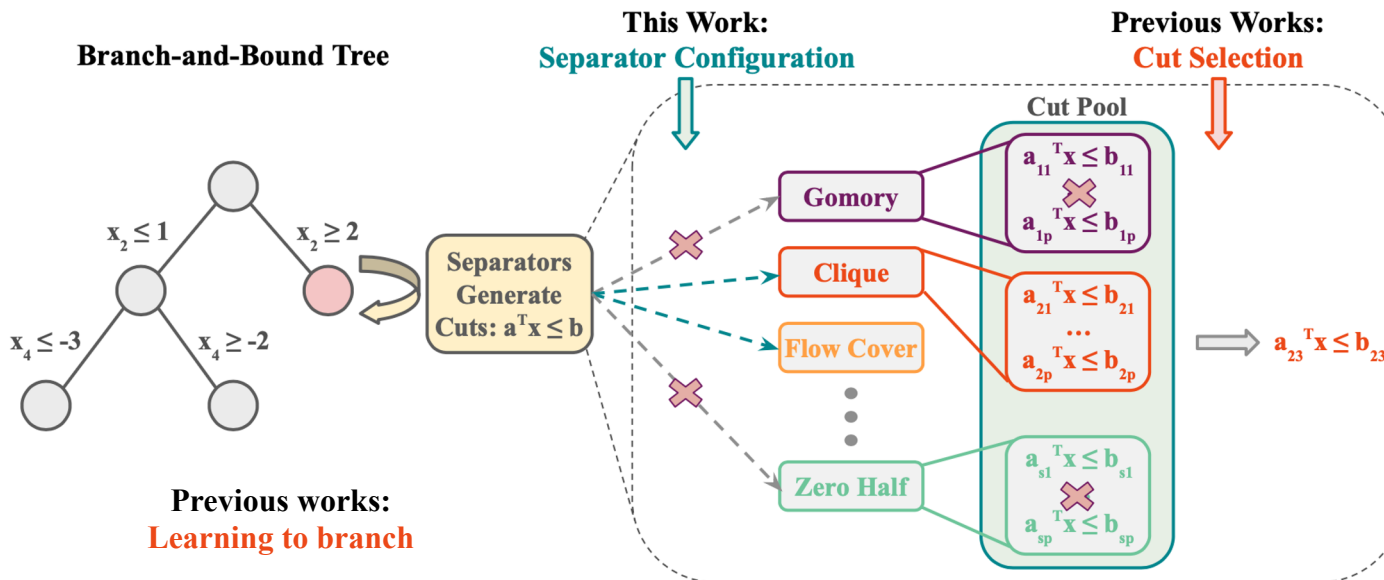 Branch-and-Bound Tree
This Work:
Separator Configuration
Previous Works:
Cut Selection
Cut Pool
x₂ ≤ 1
x₂ ≥ 2
x₄ ≤ -3
x₄ ≥ -2
Separators
Generate
Cuts: aᵀx ≤ b
Gomory
Clique
Flow Cover
Zero Half
a₁₁ᵀx ≤ b₁₁
a₁ₚᵀx ≤ b₁ₚ
a₂₁ᵀx ≤ b₂₁
...
a₂ₚᵀx ≤ b₂ₚ
aₛ₁ᵀx ≤ bₛ₁
aₛₚᵀx ≤ bₛₚ
a₂₃ᵀx ≤ b₂₃
Previous works:
Learning to branch